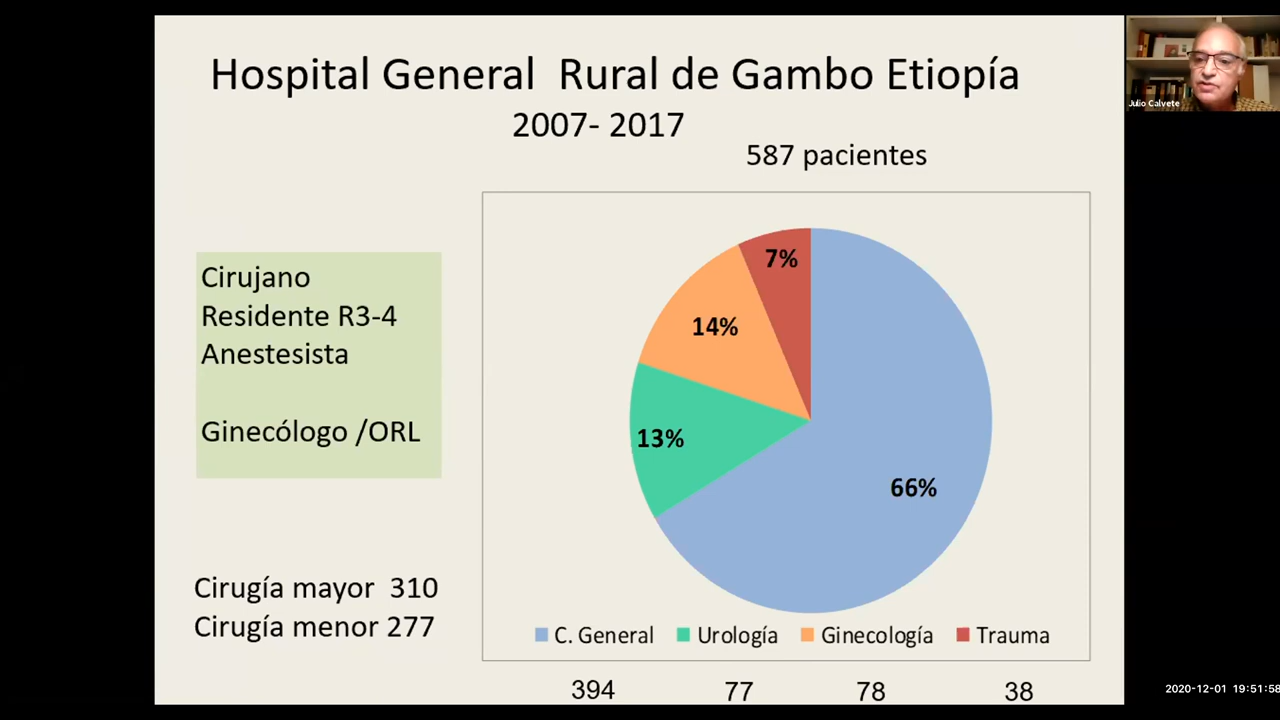 Hospital General Rural de Gambo Etiopía
2007- 2017
587 pacientes
Cirujano
Residente R3-4
Anestesista
Ginecólogo /ORL
Cirugía mayor 310
Cirugía menor 277
7%
14%
13%
66%
C. General Urología Ginecología Trauma
394 77 78 38
Julio Calvete
2020-12-01 19:51:58